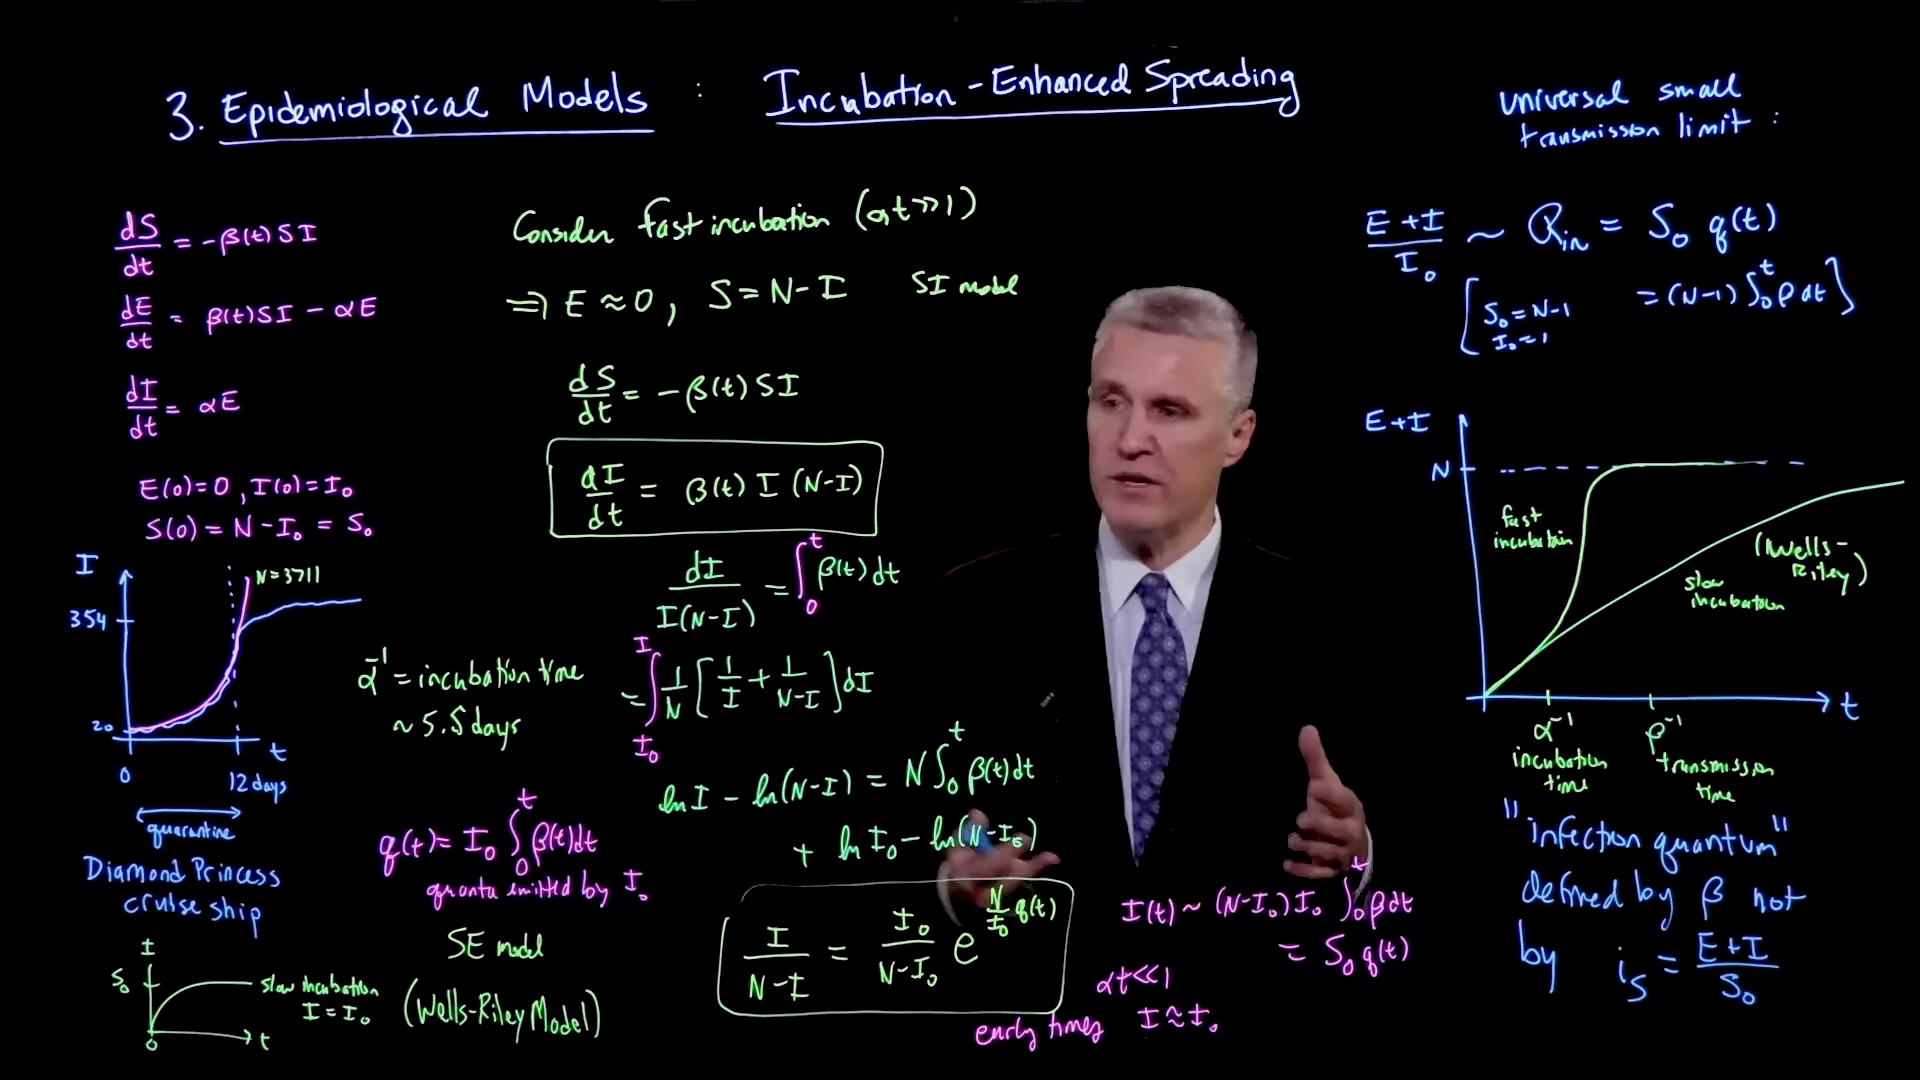 3. Epidemiological Models : Incubation-Enhanced Spreading
universal small
transmission limit :
dS/dt = -β(t) S I
dE/dt = β(t) S I - αE
dI/dt = αE
E(0)=0, I(0)=I₀
S(0) = N - I₀ = S₀
I
N=3711
354
20
0
12 days
t
quarantine
Diamond Princess
cruise ship
I
S₀
slow incubation
I = I₀
0
t
α⁻¹ = incubation time
~ 5.5 days
q(t) = I₀ ∫₀ᵗ β(t)dt
quanta emitted by I₀
SE model
(Wells-Riley Model)
Consider fast incubation (αt >> 1)
⇒ E ≈ 0, S = N - I SI model
dS/dt = -β(t) S I
dI/dt = β(t) I (N-I)
dI/I(N-I) = ∫₀ᵗ β(t) dt
= ∫ᴵ_I₀ 1/N [1/I + 1/N-I] dI
ln I - ln(N-I) = N ∫₀ᵗ β(t)dt
+ ln I₀ - ln(N-I₀)
I/N-I = I₀/N-I₀ e^(N/I₀ q(t))
I(t) ~ (N-I₀) I₀ ∫₀ᵗ β dt
= S₀ q(t)
αt << 1
early times I ≈ I₀
E+I/I₀ ~ Q_in = S₀ q(t)
[S₀ = N-1 = (N-1) ∫₀ᵗ β dt]
I₀ = 1
E+I
N
fast
incubation
(Wells-
Riley)
slow
incubation
t
α⁻¹
incubation
time
β⁻¹
transmission
time
"infection quantum"
defined by β not
by i_s = E+I/S₀